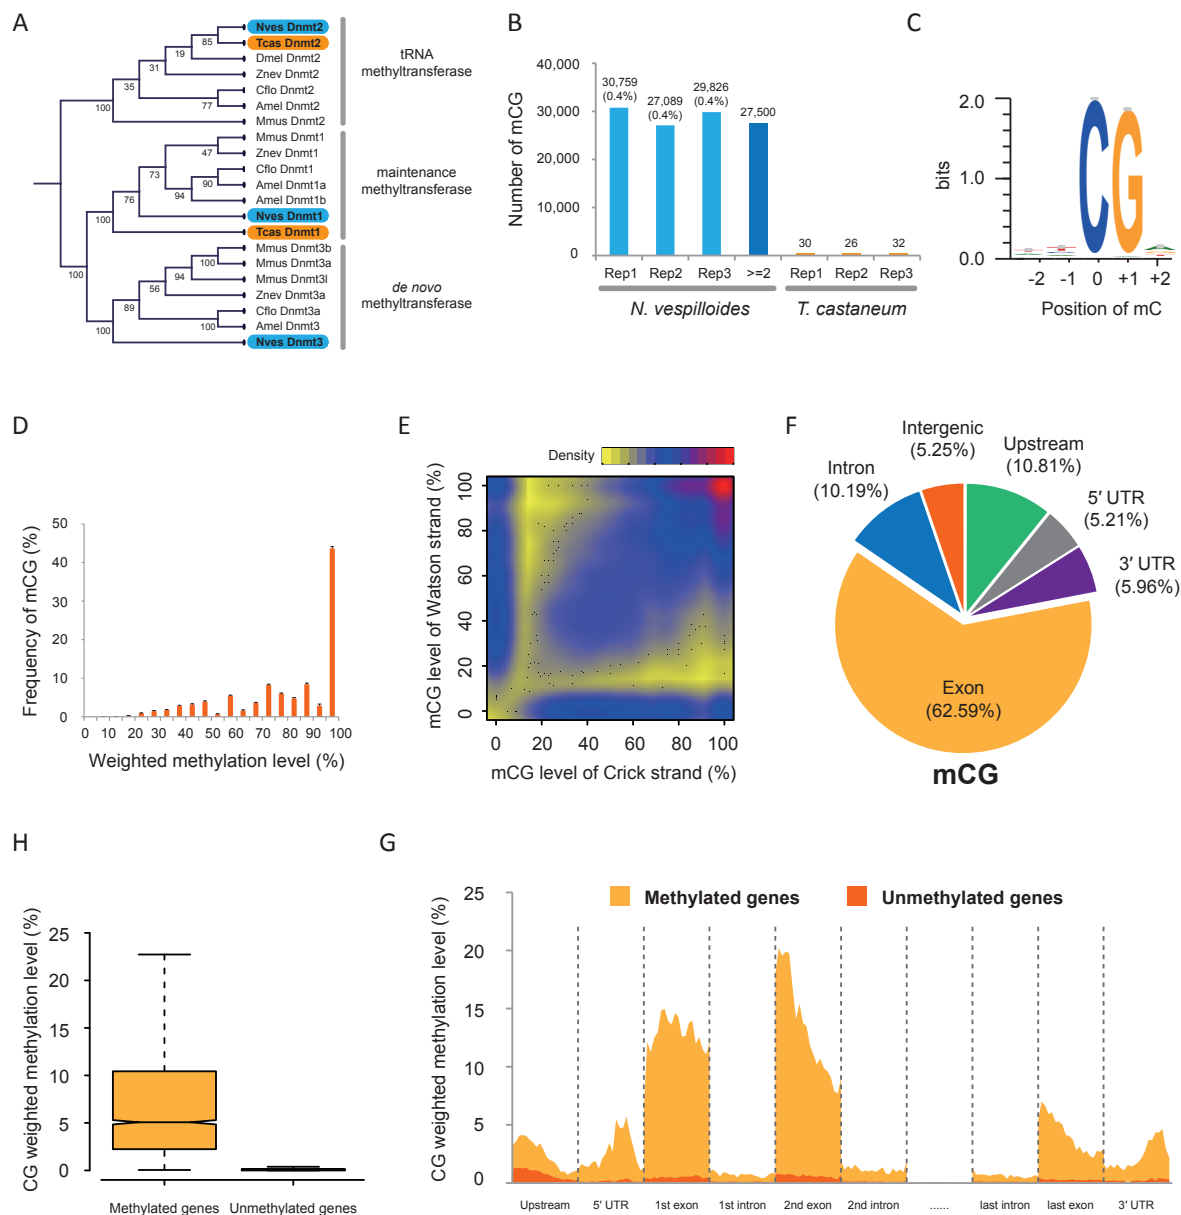 A
Nves Dnmt2
Tcas Dnmt2
Dmel Dnmt2
Znev Dnmt2
Cflo Dnmt2
Amel Dnmt2
Mmus Dnmt2
Mmus Dnmt1
Znev Dnmt1
Cflo Dnmt1
Amel Dnmt1a
Amel Dnmt1b
Nves Dnmt1
Tcas Dnmt1
Mmus Dnmt3b
Mmus Dnmt3a
Mmus Dnmt3l
Znev Dnmt3a
Cflo Dnmt3a
Amel Dnmt3
Nves Dnmt3
85
19
31
35
77
100
47
73
90
94
76
100
100
100
94
56
89
100
100
tRNA
methyltransferase
maintenance
methyltransferase
de novo
methyltransferase
B
Number of mCG
40,000
30,000
20,000
10,000
0
30,759
(0.4%)
27,089
(0.4%)
29,826
(0.4%)
27,500
30
26
32
Rep1 Rep2 Rep3 >=2 Rep1 Rep2 Rep3
N. vespilloides
T. castaneum
C
bits
2.0
1.0
0.0
CG
-2 -1 0 +1 +2
Position of mC
D
Frequency of mCG (%)
50
40
30
20
10
0
0 10 20 30 40 50 60 70 80 90 100
Weighted methylation level (%)
E
Density
mCG level of Watson strand (%)
100
80
60
40
20
0
0 20 40 60 80 100
mCG level of Crick strand (%)
F
Intergenic
(5.25%)
Upstream
(10.81%)
Intron
(10.19%)
5′ UTR
(5.21%)
3′ UTR
(5.96%)
Exon
(62.59%)
mCG
H
CG weighted methylation level (%)
25
20
15
10
5
0
Methylated genes Unmethylated genes
G
CG weighted methylation level (%)
25
20
15
10
5
0
Methylated genes
Unmethylated genes
Upstream 5′ UTR 1st exon 1st intron 2nd exon 2nd intron ...... last intron last exon 3′ UTR